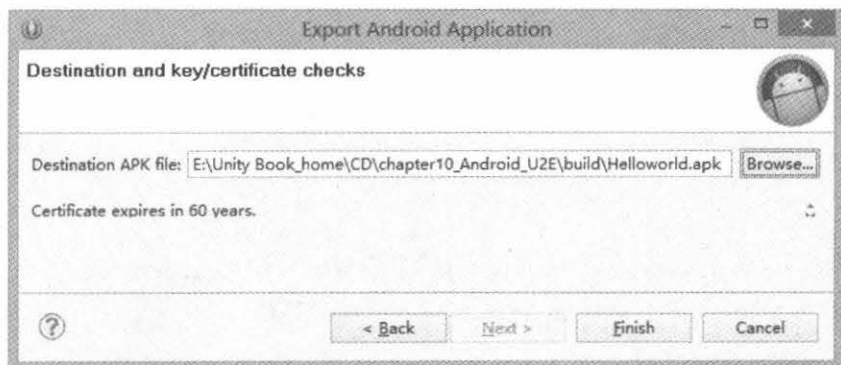 Export Android Application
Destination and key/certificate checks
Destination APK file: E:\Unity Book_home\CD\chapter10_Android_U2E\build\Helloworld.apk Browse...
Certificate expires in 60 years.
< Back Next > Finish Cancel